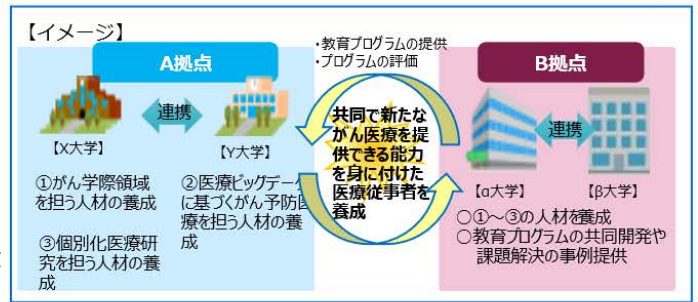 【イメージ】
A拠点
連携
【X大学】
【Y大学】
①がん学際領域
を担う人材の養成
③個別化医療研
究を担う人材の養
成
②医療ビッグデータ
に基づくがん予防医
療を担う人材の養
成
・教育プログラムの提供
・プログラムの評価
共同で新たな
がん医療を提
供できる能力
を身に付けた
医療従事者を
養成
B拠点
連携
【α大学】
【β大学】
○①～③の人材を養成
○教育プログラムの共同開発や
課題解決の事例提供